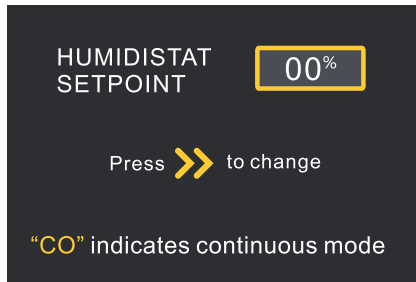 HUMIDISTAT
SETPOINT
00%
Press to change
“CO” indicates continuous mode